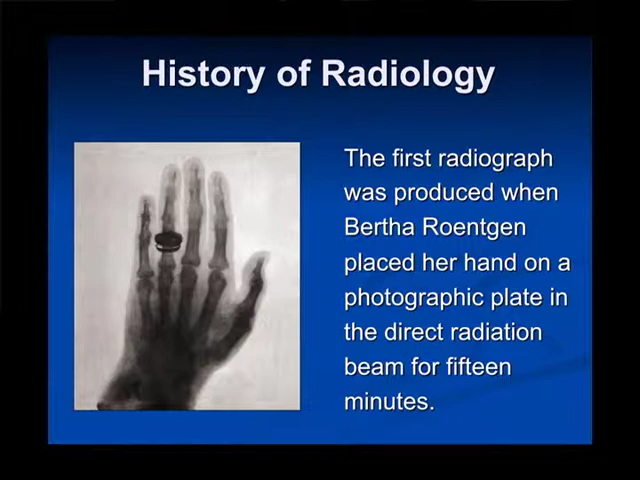 History of Radiology
The first radiograph
was produced when
Bertha Roentgen
placed her hand on a
photographic plate in
the direct radiation
beam for fifteen
minutes.